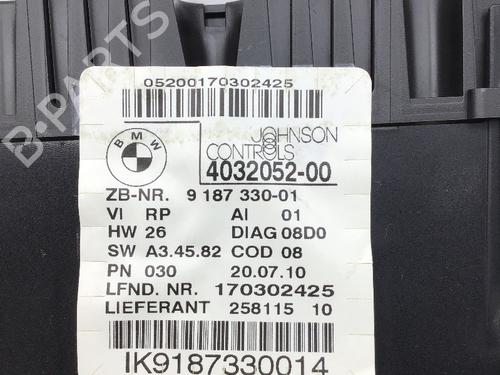 05200170302425
BMW
JOHNSON
CONTROLS
4032052-00
ZB-NR. 9 187 330-01
VI RP AI 01
HW 26 DIAG 08D0
SW A3.45.82 COD 08
PN 030 20.07.10
LFND. NR. 170302425
LIEFERANT 258115 10
IK9187330014
B-PARTS